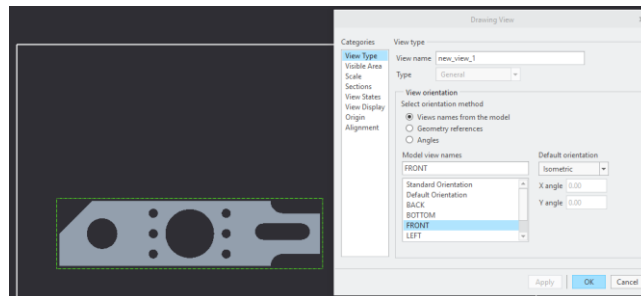 Drawing View
Categories
View Type
Visible Area
Scale
Sections
View States
View Display
Origin
Alignment
View type
View name new_view_1
Type General
View orientation
Select orientation method
Views names from the model
Geometry references
Angles
Model view names
FRONT
Standard Orientation
Default Orientation
BACK
BOTTOM
FRONT
LEFT
Default orientation
Isometric
X angle 0.00
Y angle 0.00
Apply OK Cancel